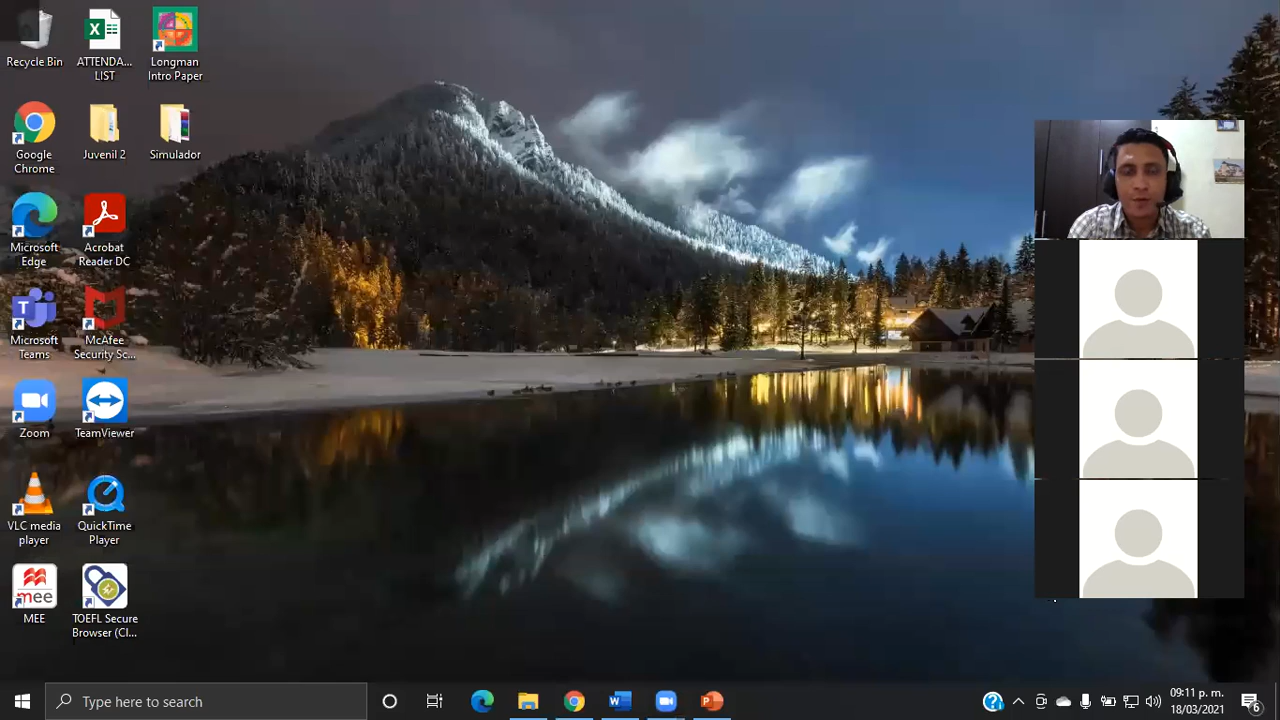 Recycle Bin
ATTENDA...
LIST
Longman
Intro Paper
Google
Chrome
Juvenil 2
Simulador
Microsoft
Edge
Acrobat
Reader DC
Microsoft
Teams
McAfee
Security Sc...
Zoom
TeamViewer
VLC media
player
QuickTime
Player
mee
MEE
TOEFL Secure
Browser (Cl...
Type here to search
09:11 p. m.
18/03/2021
6